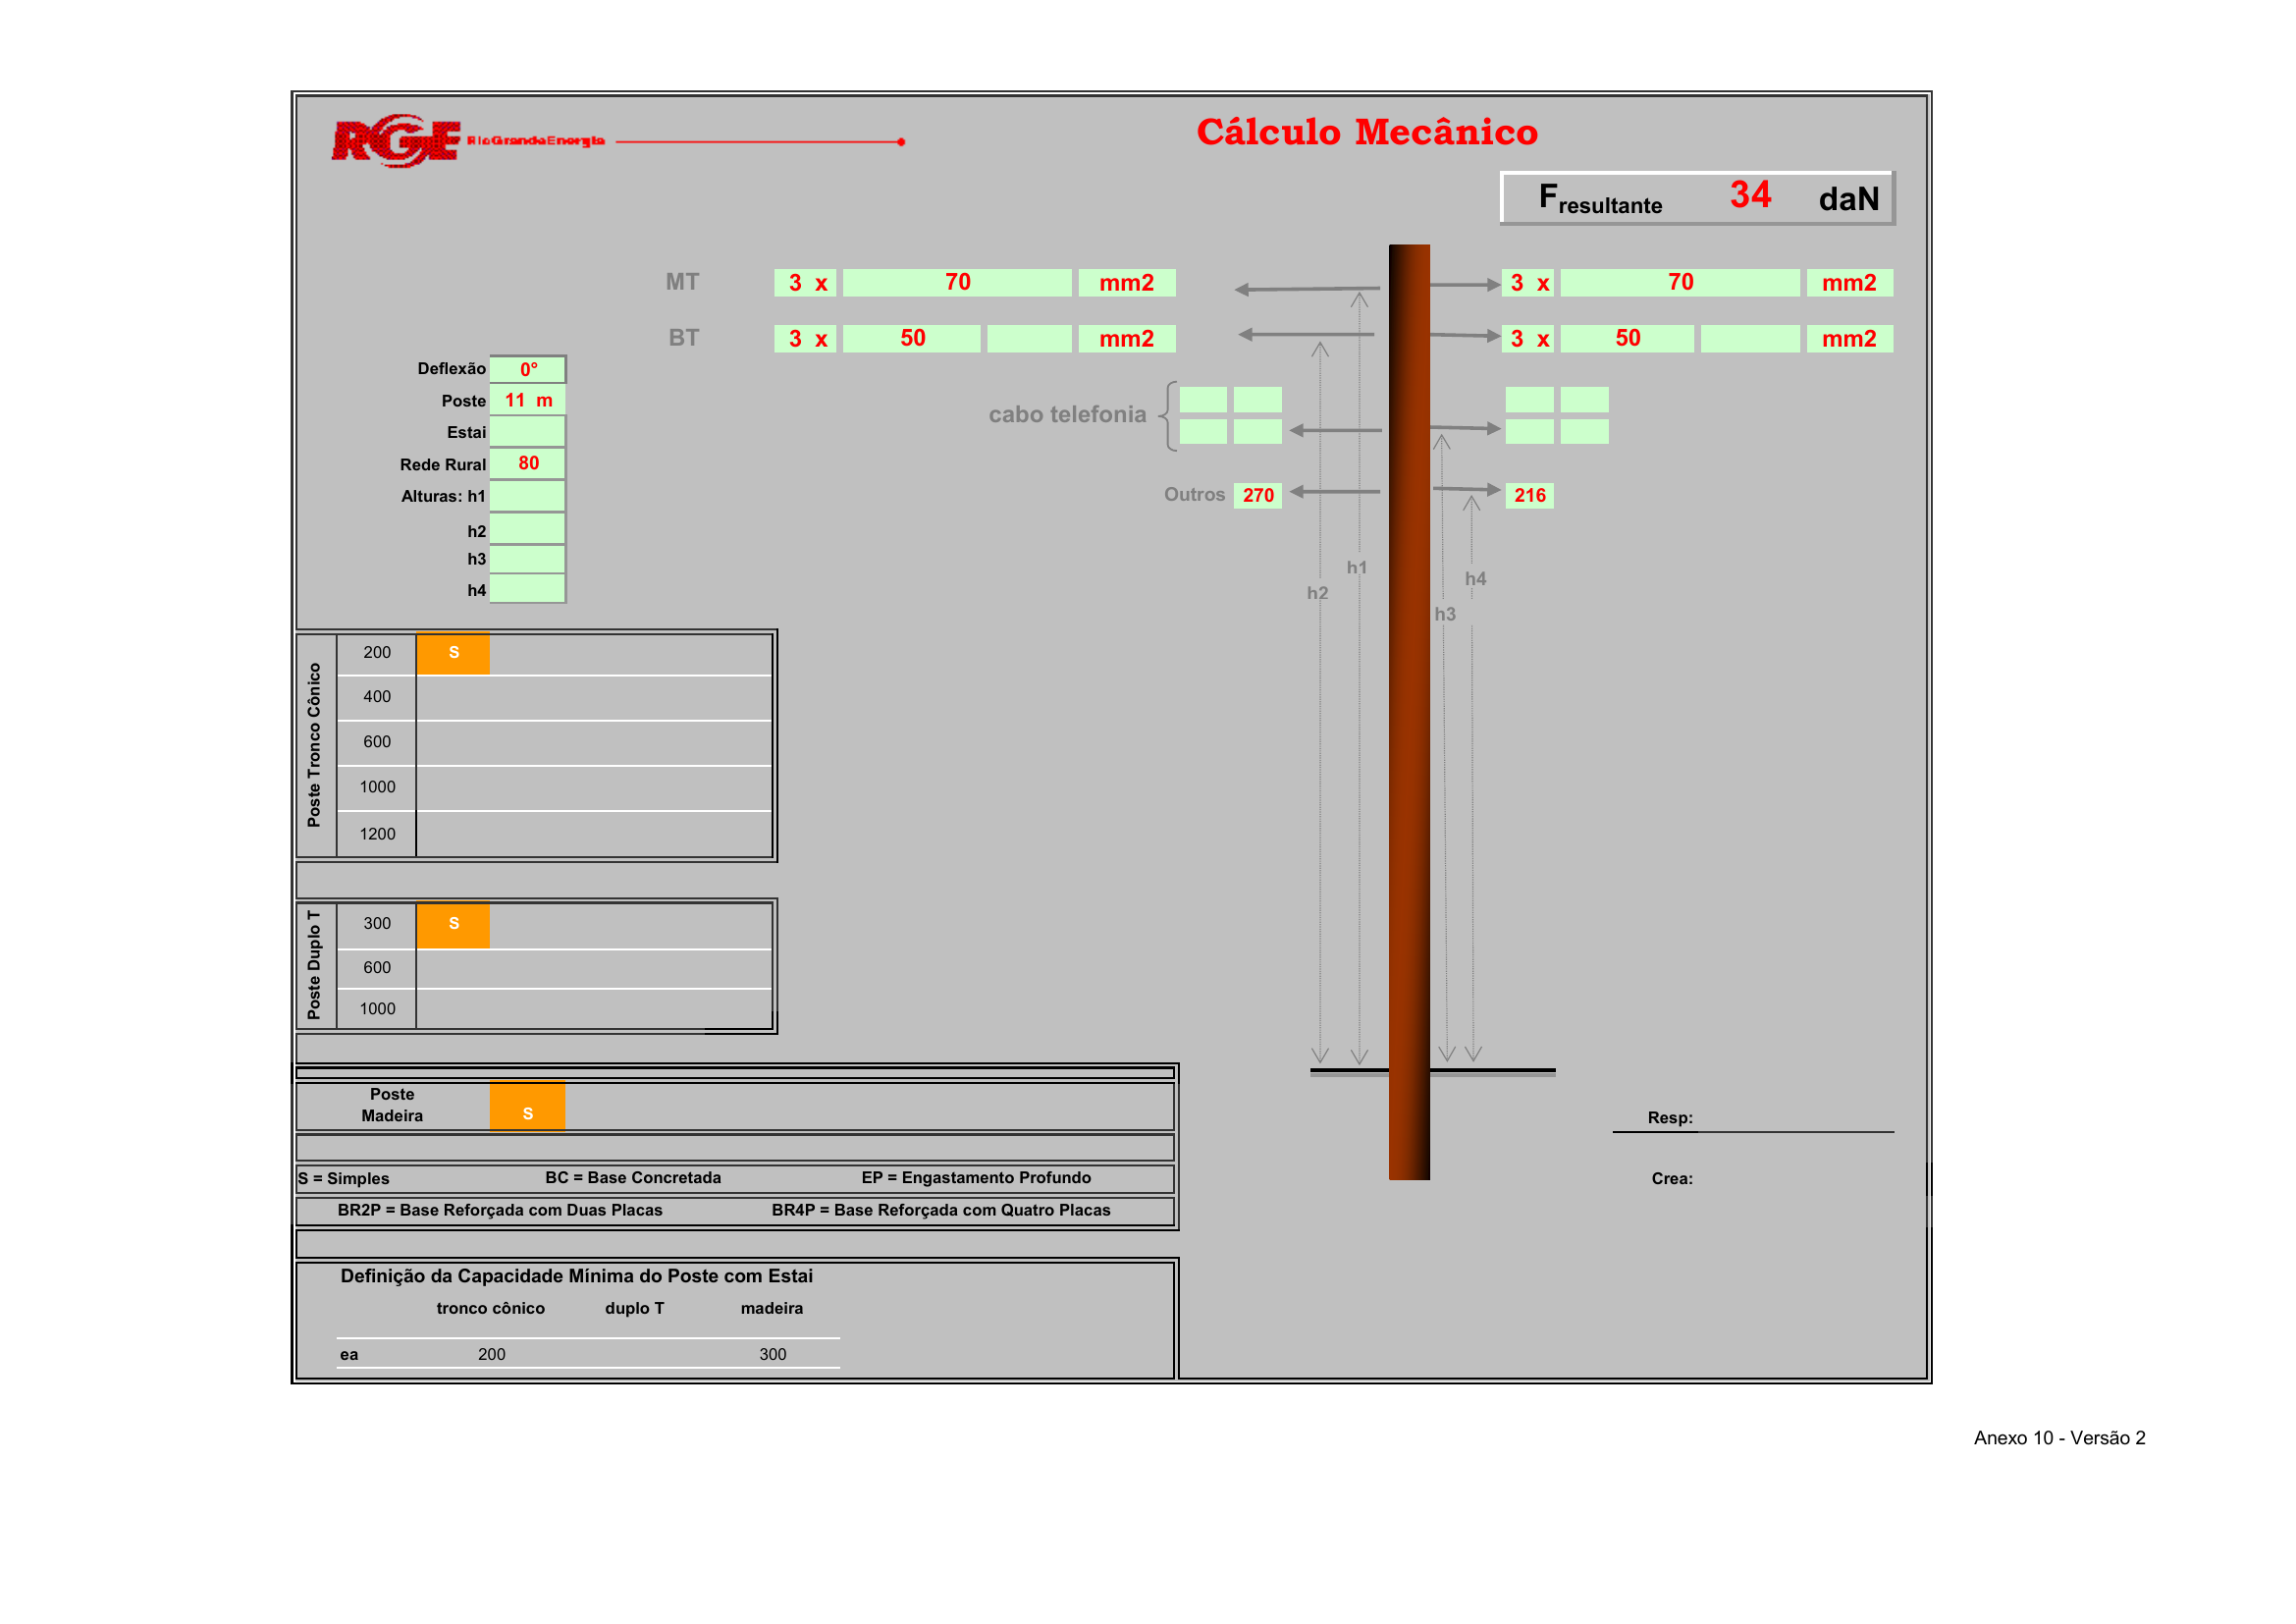 RGE RioGrandeEnergia
Cálculo Mecânico
Fresultante 34 daN
MT 3 x 70 mm2 3 x 70 mm2
BT 3 x 50 mm2 3 x 50 mm2
Deflexão 0°
Poste 11 m
cabo telefonia
Estai
Rede Rural 80
Alturas: h1
Outros 270 216
h2
h3
h4
h1
h2
h4
h3
Poste Tronco Cônico
200 S
400
600
1000
1200
Poste Duplo T
300 S
600
1000
Poste
Madeira S
Resp:
S = Simples BC = Base Concretada EP = Engastamento Profundo
Crea:
BR2P = Base Reforçada com Duas Placas BR4P = Base Reforçada com Quatro Placas
Definição da Capacidade Mínima do Poste com Estai
tronco cônico duplo T madeira
ea 200 300
Anexo 10 - Versão 2